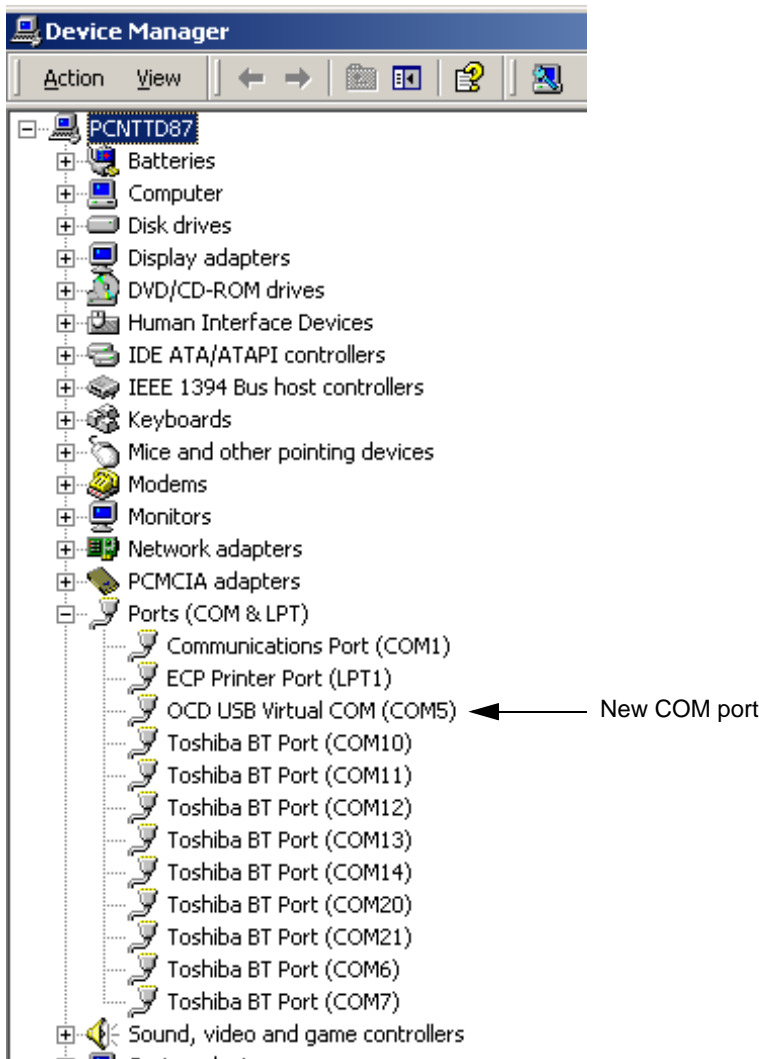 Device Manager
Action View
PCNTTD87
Batteries
Computer
Disk drives
Display adapters
DVD/CD-ROM drives
Human Interface Devices
IDE ATA/ATAPI controllers
IEEE 1394 Bus host controllers
Keyboards
Mice and other pointing devices
Modems
Monitors
Network adapters
PCMCIA adapters
Ports (COM & LPT)
Communications Port (COM1)
ECP Printer Port (LPT1)
OCD USB Virtual COM (COM5) New COM port
Toshiba BT Port (COM10)
Toshiba BT Port (COM11)
Toshiba BT Port (COM12)
Toshiba BT Port (COM13)
Toshiba BT Port (COM14)
Toshiba BT Port (COM20)
Toshiba BT Port (COM21)
Toshiba BT Port (COM6)
Toshiba BT Port (COM7)
Sound, video and game controllers